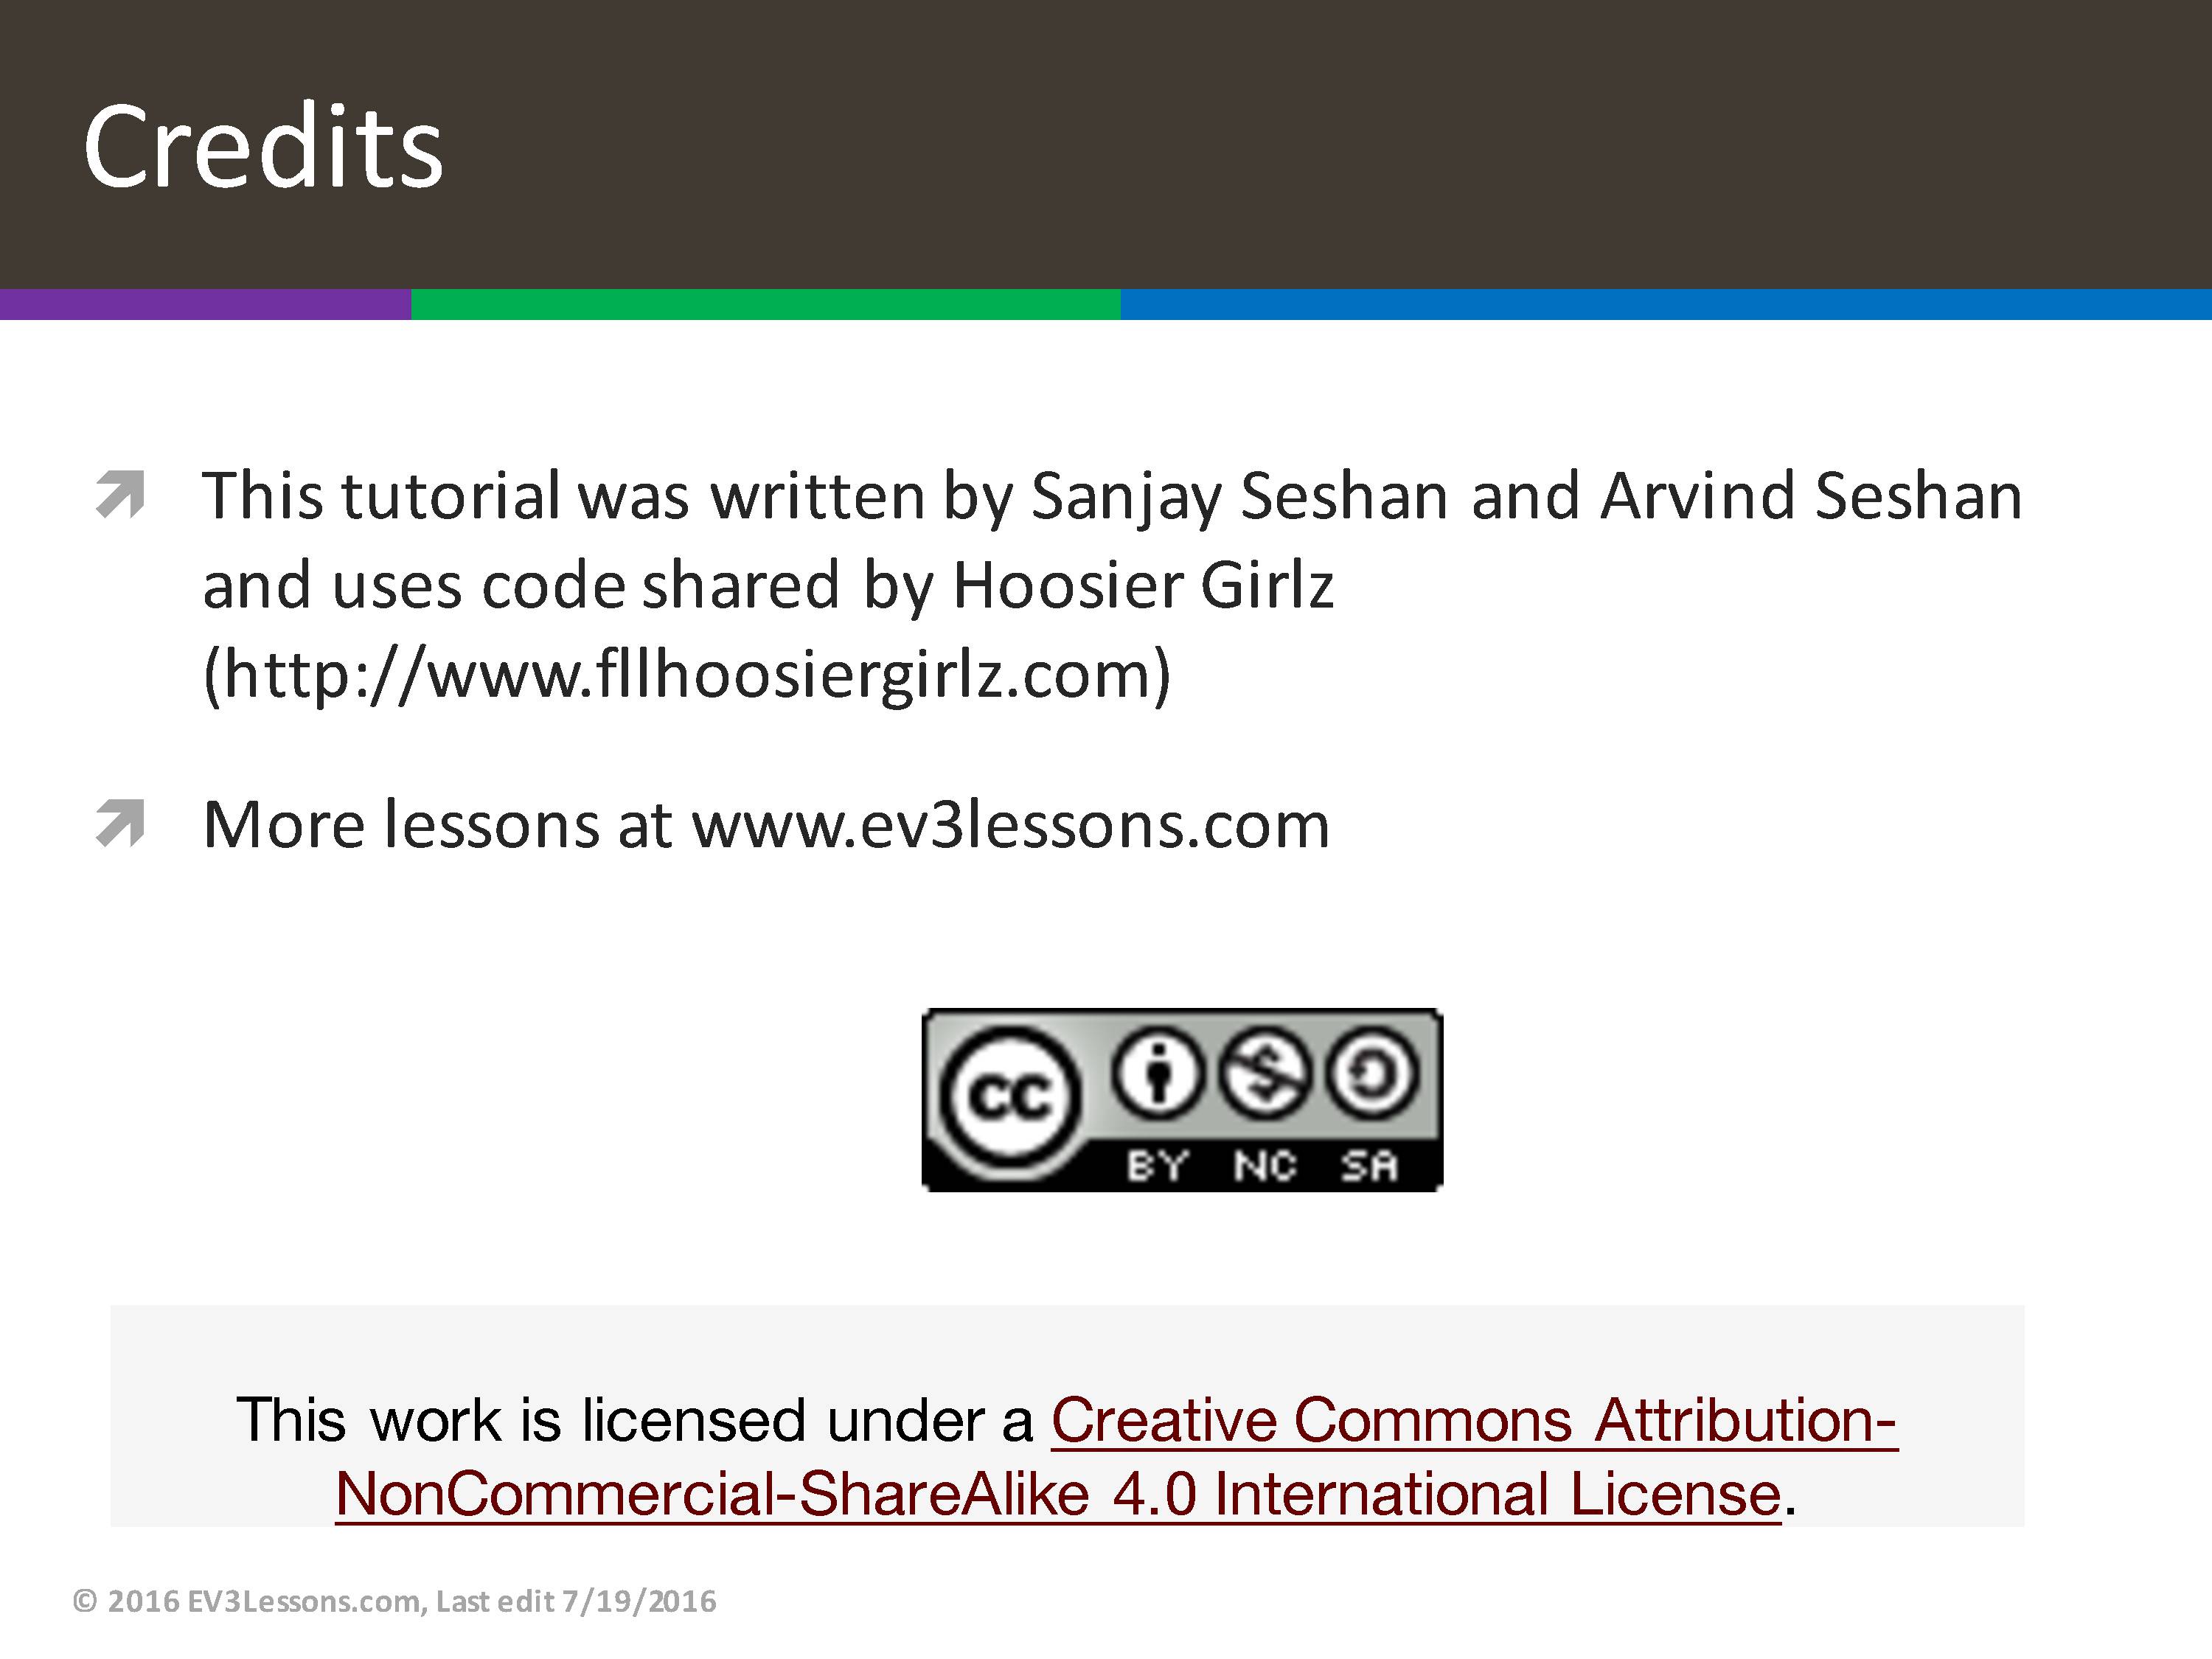 Credits
This tutorial was written by Sanjay Seshan and Arvind Seshan
and uses code shared by Hoosier Girlz
(http://www.fllhoosiergirlz.com)
More lessons at www.ev3lessons.com
cc
BY NC SA
This work is licensed under a Creative Commons Attribution-
NonCommercial-ShareAlike 4.0 International License.
© 2016 EV3Lessons.com, Last edit 7/19/2016